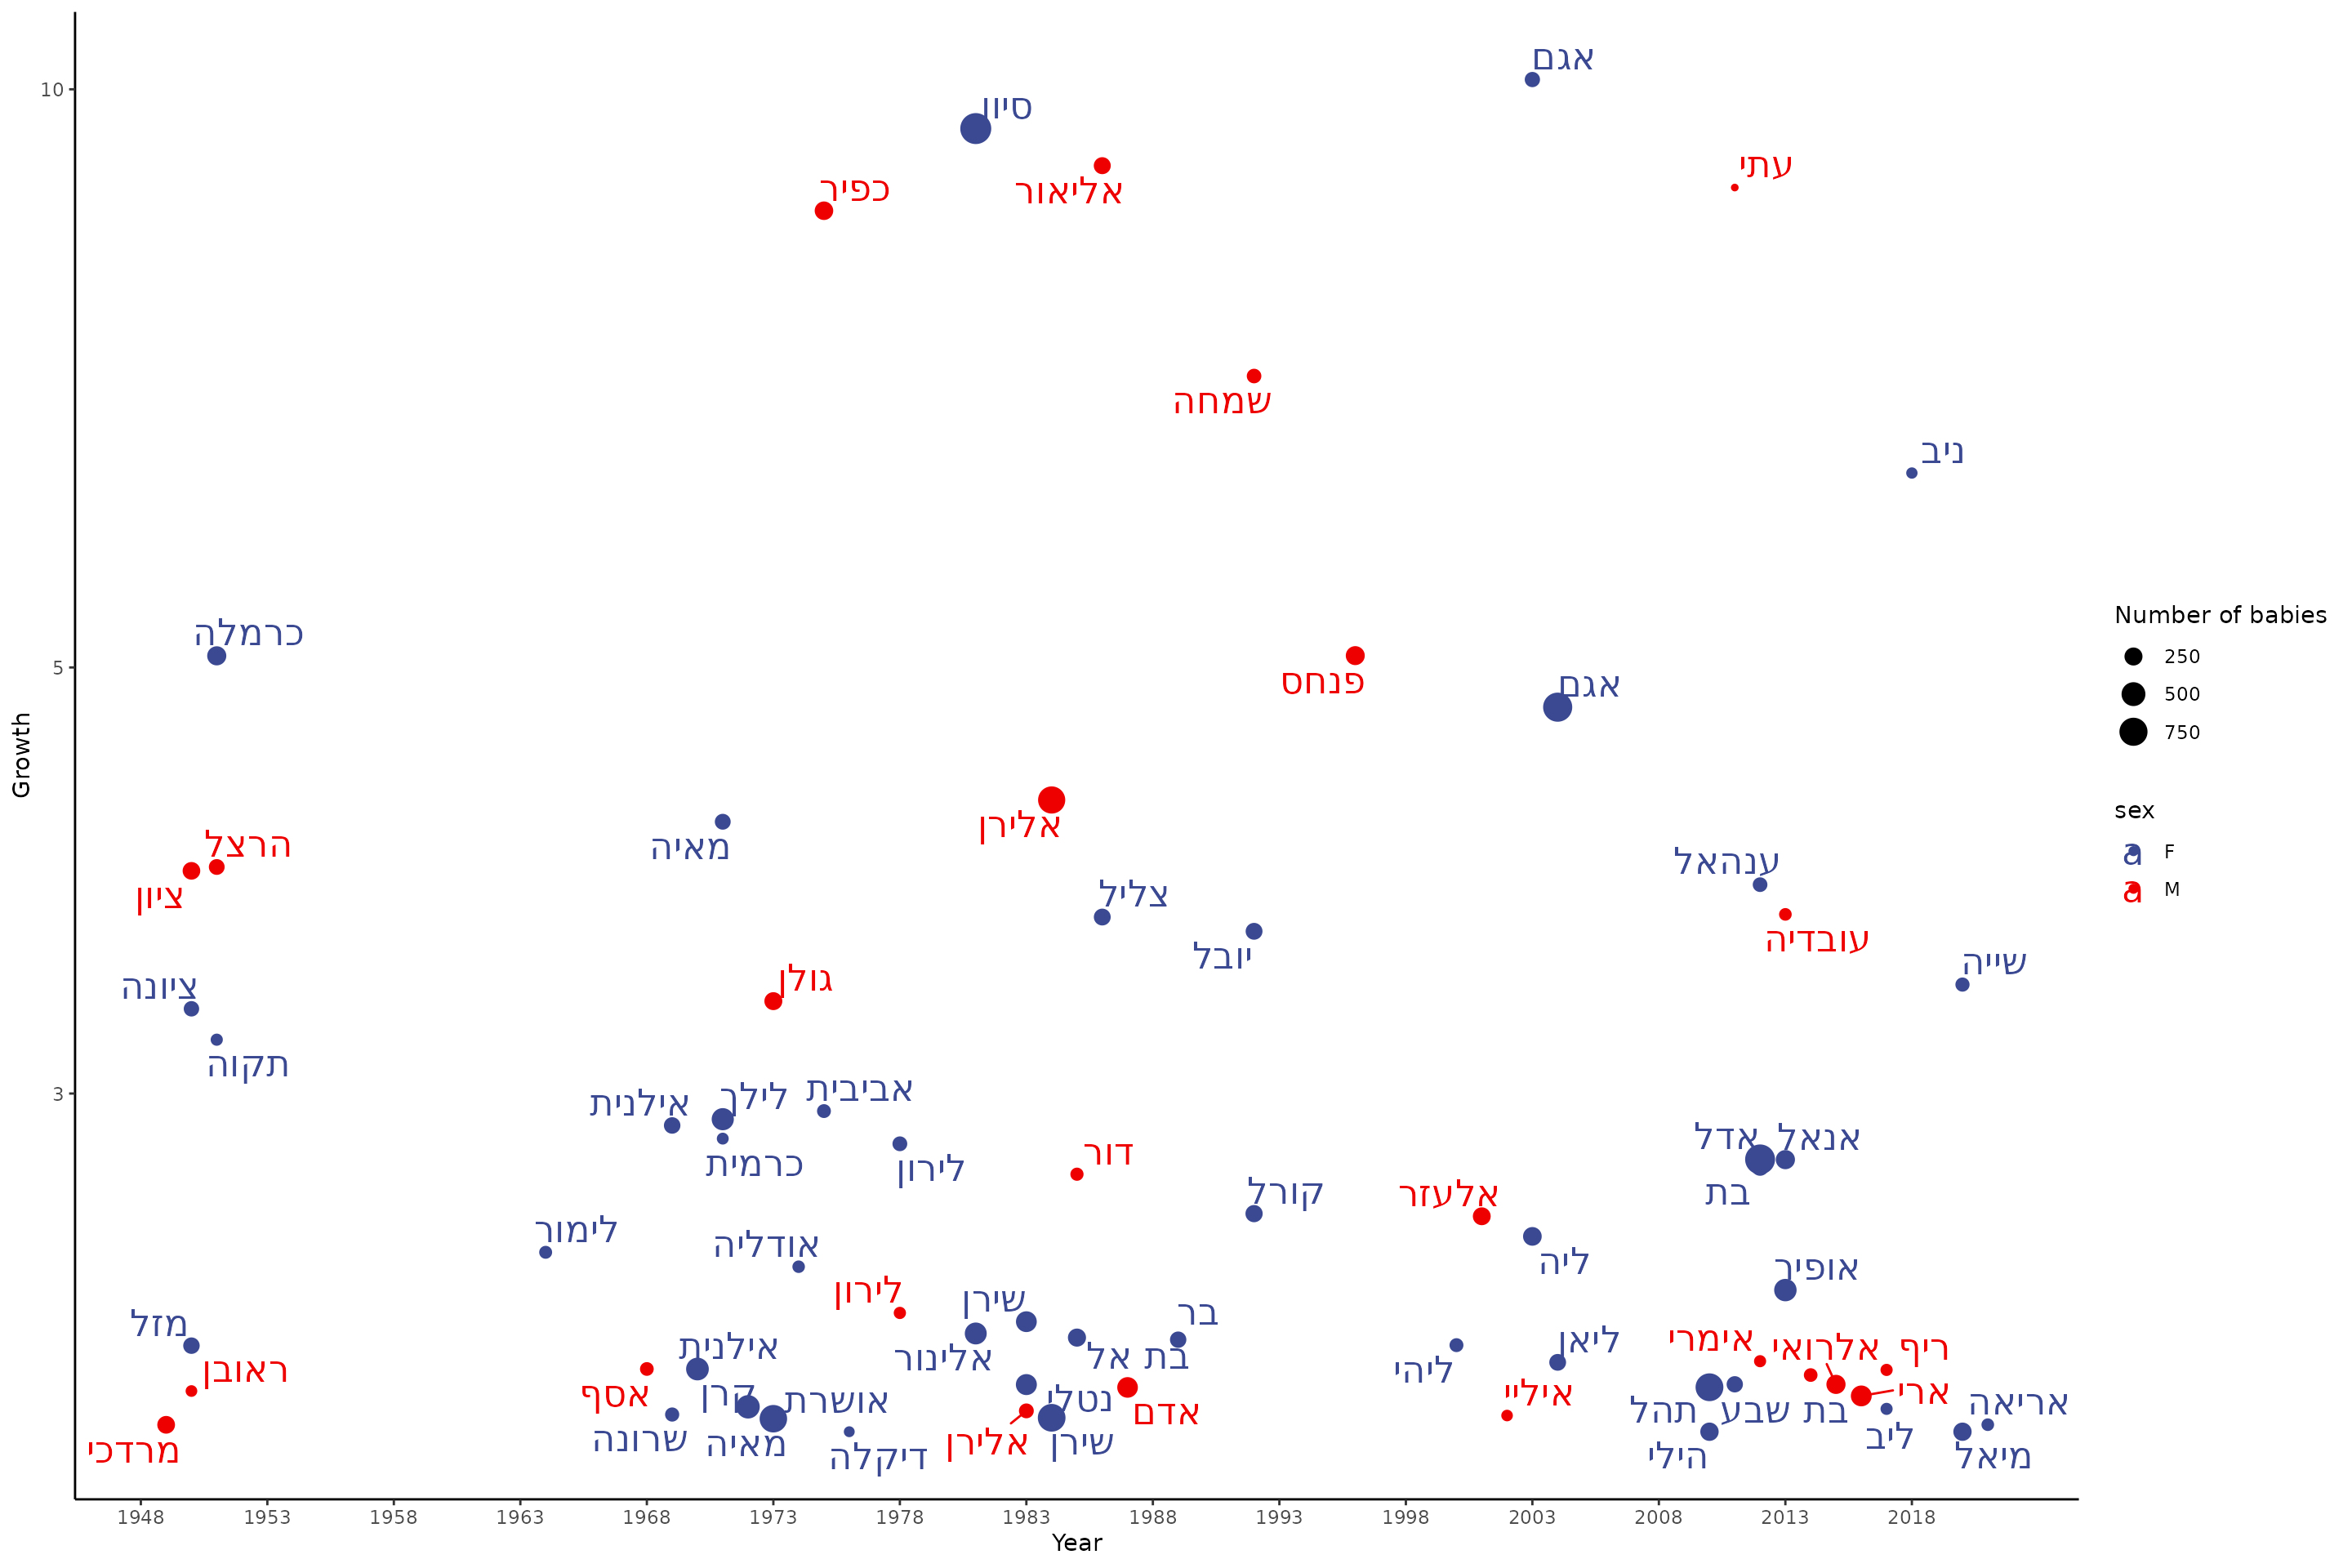 אגם
סיון
עתי
אליאור
כפיר
שמחה
ניב
כרמלה
פנחס
אגם
אלירן
הרצל
מאיה
ענהאל
ציון
צליל
עובדיה
יובל
שייה
גולן
ציונה
תקוה
אביבית
לילך
אילנית
אנאל
אדל
דור
כרמית
לירון
קורל
אלעזר
בת
לימור
אודליה
ליה
אופיר
לירון
שירן
בר
מזל
אימרי
אלרואי
ריף
ליאן
אילנית
אלינור
בת אל
ראובן
ליהי
אסף
קרן
אושרת
נטלי
אדם
איליי
תהל
בת שבע
ארי
אריאה
שרונה
מאיה
אלירן
שירן
ליב
מרדכי
דיקלה
הילי
מיאל
10
5
3
Growth
1948 1953 1958 1963 1968 1973 1978 1983 1988 1993 1998 2003 2008 2013 2018
Year
Number of babies
250
500
750
sex
a F
a M